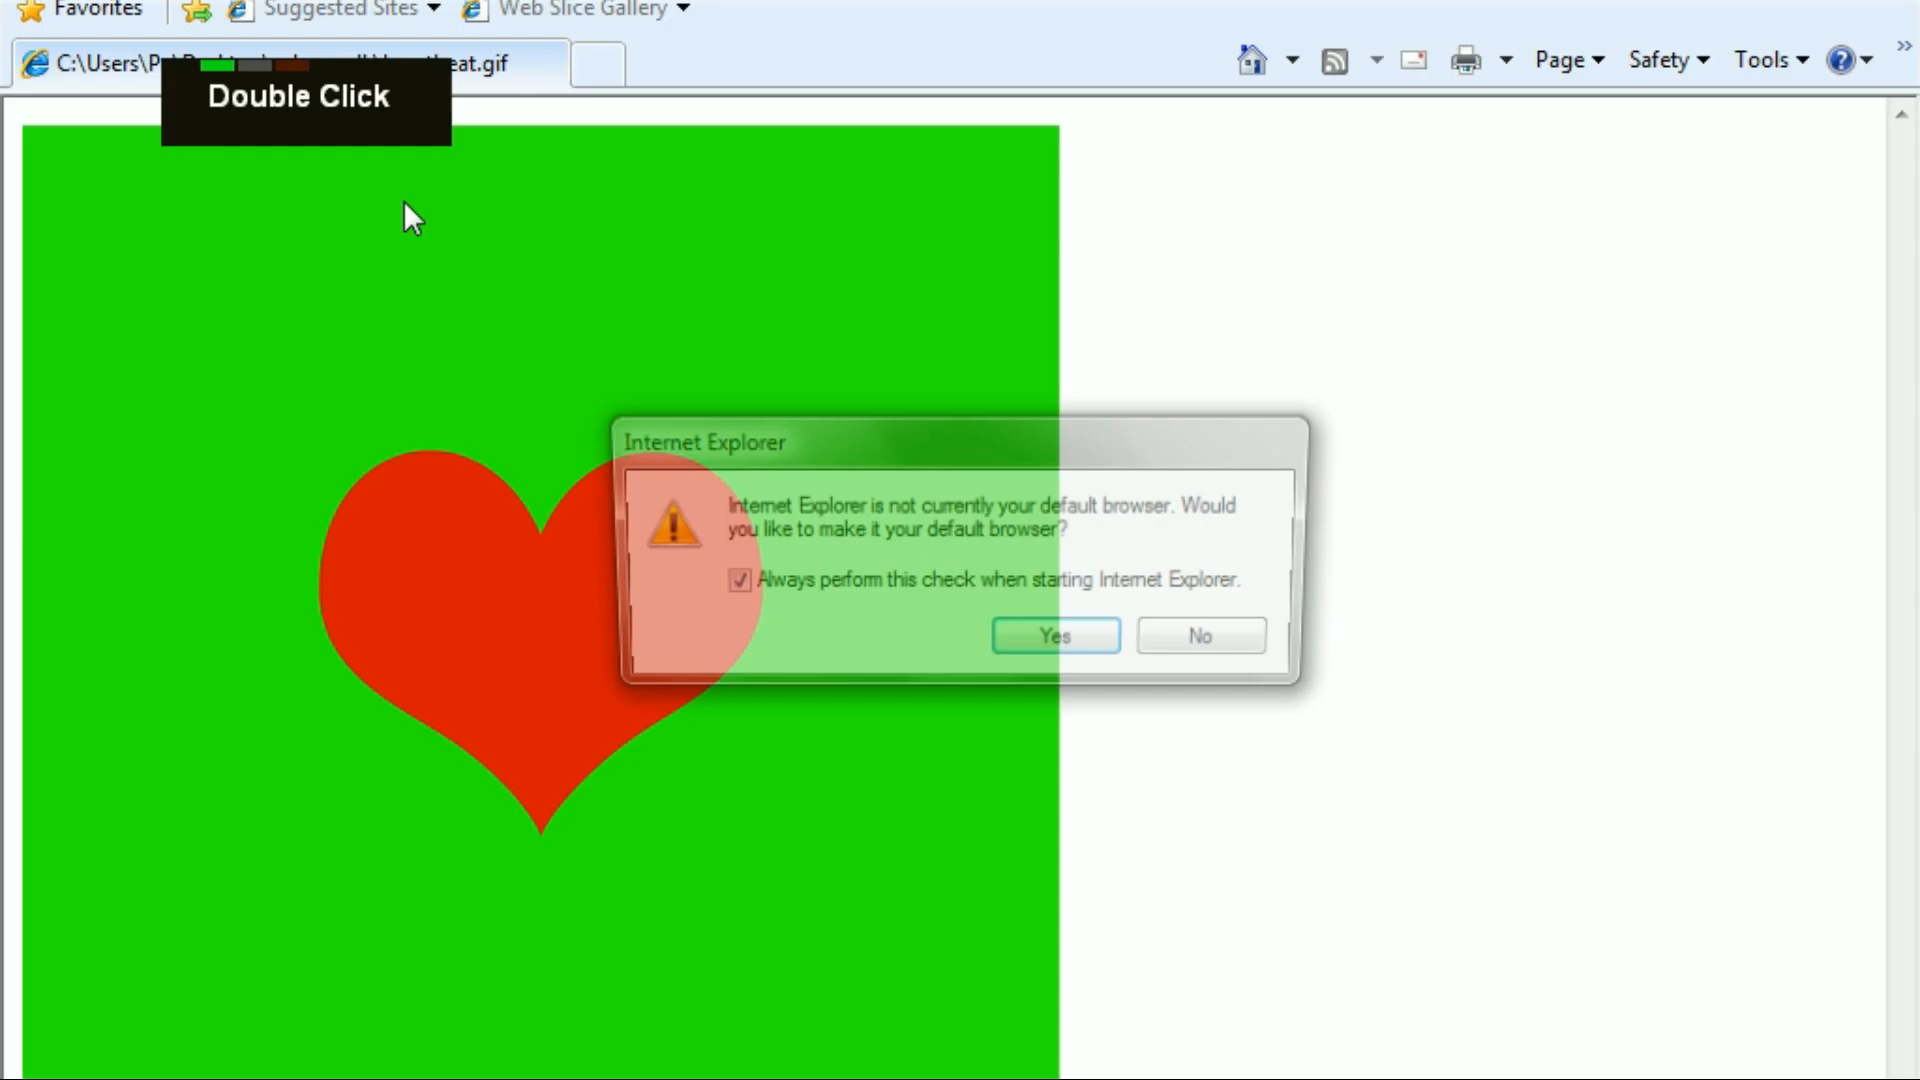 Favorites Suggested Sites Web Slice Gallery
eat.gif Page Safety Tools
Double Click
Internet Explorer
Internet Explorer is not currently your default browser. Would
you like to make it your default browser?
Always perform this check when starting Internet Explorer.
Yes No